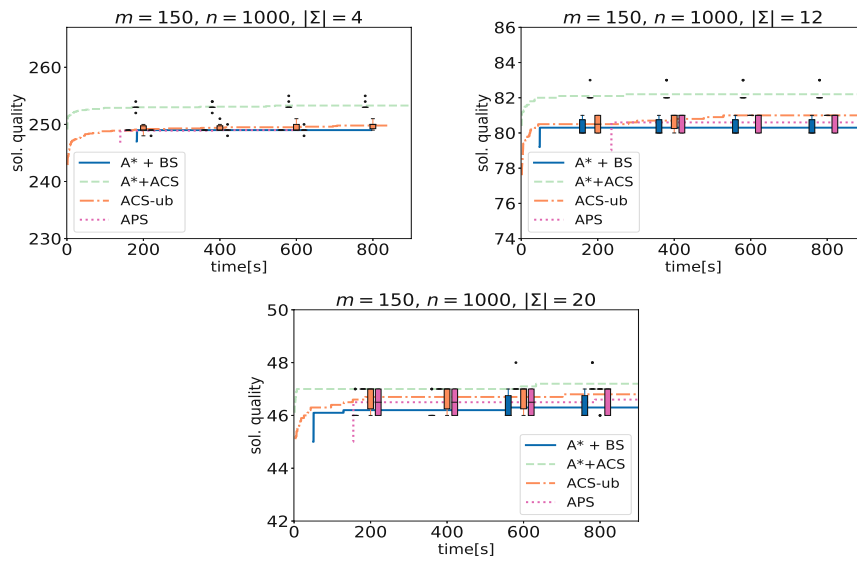 m = 150, n = 1000, |Σ| = 4
sol. quality
260
250
240
230
0
200
400
600
800
time[s]
A* + BS
A*+ACS
ACS-ub
APS
m = 150, n = 1000, |Σ| = 12
sol. quality
86
84
82
80
78
76
74
0
200
400
600
800
time[s]
A* + BS
A*+ACS
ACS-ub
APS
m = 150, n = 1000, |Σ| = 20
sol. quality
50
48
46
44
42
0
200
400
600
800
time[s]
A* + BS
A*+ACS
ACS-ub
APS